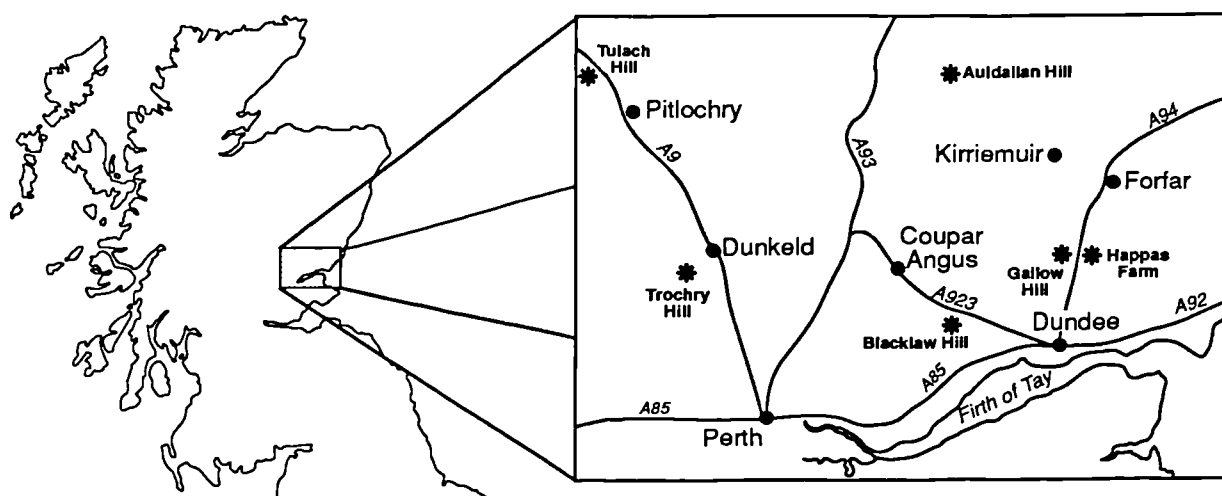 Tulach
Hill
Auldallan Hill
Pitlochry
A9
A93
A94
Kirriemuir
Forfar
Dunkeld
Coupar
Angus
Trochry
Hill
Gallow
Hill
Happas
Farm
A923
A92
Blacklaw Hill
Dundee
A85
Firth of Tay
A85
Perth